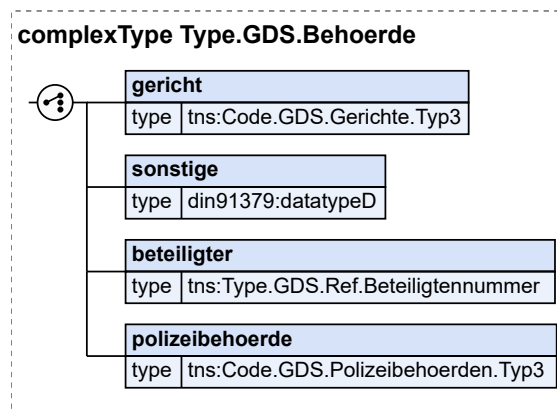 complexType Type.GDS.Behoerde
gericht
type tns:Code.GDS.Gerichte.Typ3
sonstige
type din91379:datatypeD
beteiligter
type tns:Type.GDS.Ref.Beteiligtennummer
polizeibehoerde
type tns:Code.GDS.Polizeibehoerden.Typ3